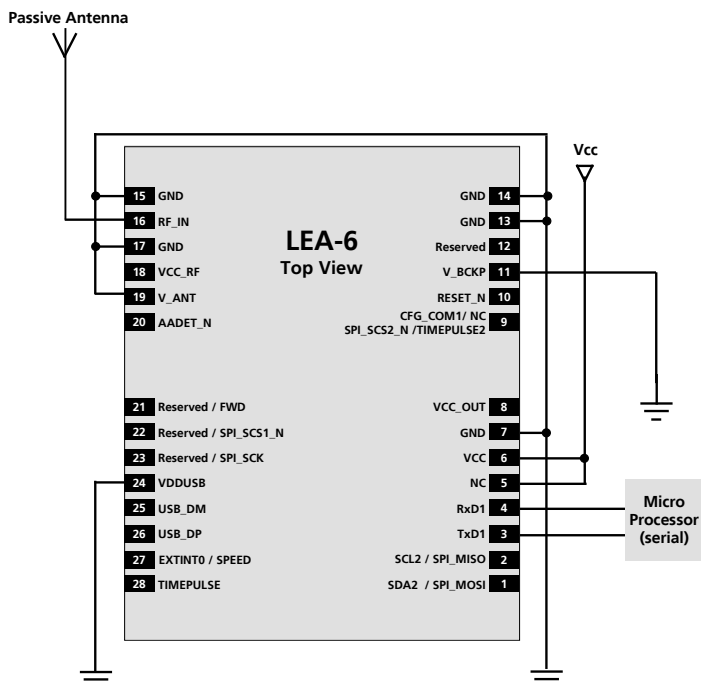 Passive Antenna
Vcc
LEA-6
Top View
15 GND
16 RF_IN
17 GND
18 VCC_RF
19 V_ANT
20 AADET_N
21 Reserved / FWD
22 Reserved / SPI_SCS1_N
23 Reserved / SPI_SCK
24 VDDUSB
25 USB_DM
26 USB_DP
27 EXTINT0 / SPEED
28 TIMEPULSE
GND 14
GND 13
Reserved 12
V_BCKP 11
RESET_N 10
CFG_COM1/ NC
SPI_SCS2_N /TIMEPULSE2 9
VCC_OUT 8
GND 7
VCC 6
NC 5
RxD1 4
TxD1 3
SCL2 / SPI_MISO 2
SDA2 / SPI_MOSI 1
Micro
Processor
(serial)